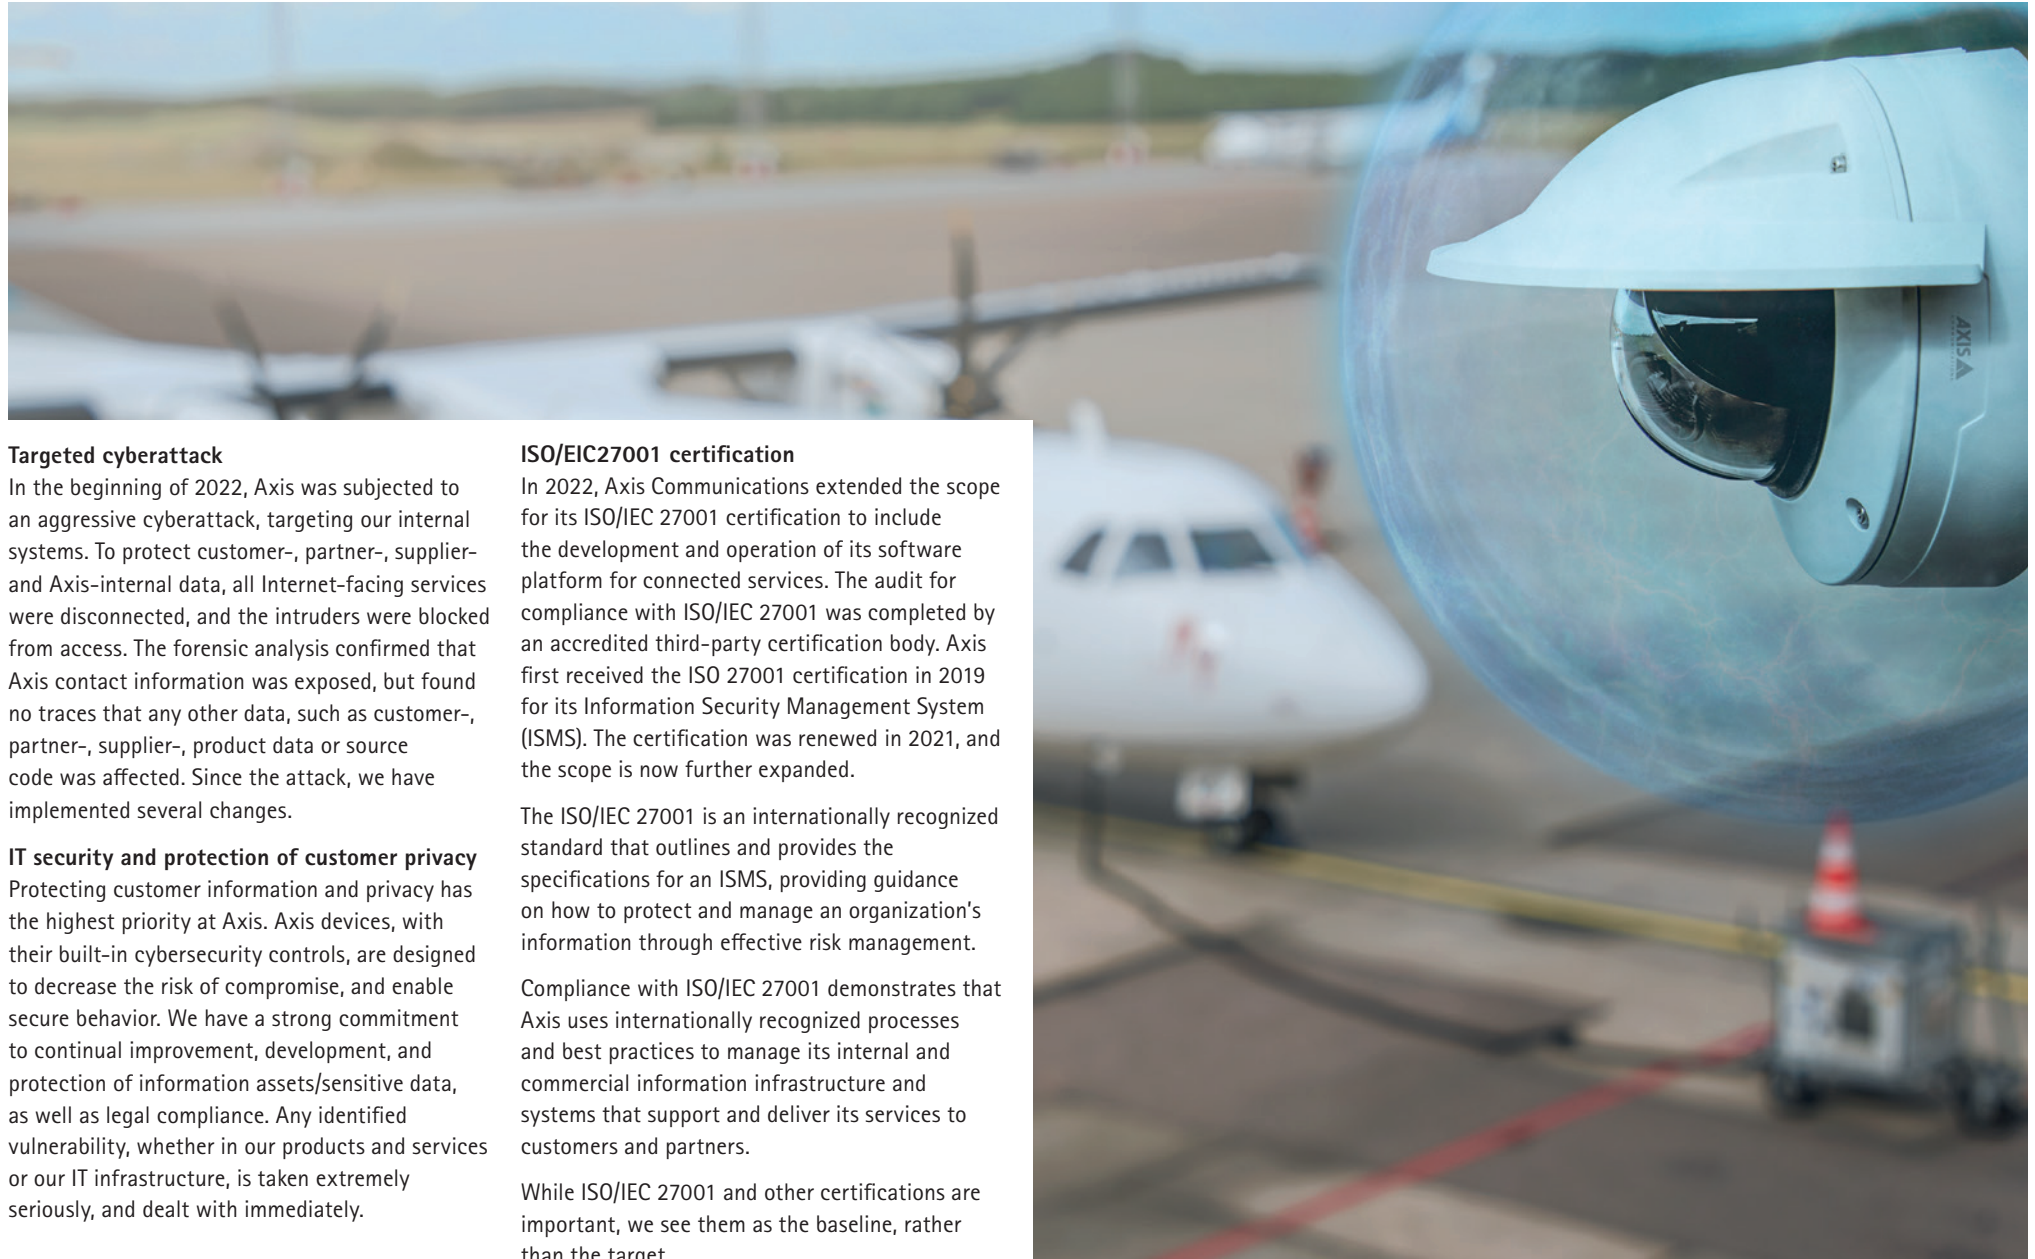 Targeted cyberattack
In the beginning of 2022, Axis was subjected to
an aggressive cyberattack, targeting our internal
systems. To protect customer-, partner-, supplier-
and Axis-internal data, all Internet-facing services
were disconnected, and the intruders were blocked
from access. The forensic analysis confirmed that
Axis contact information was exposed, but found
no traces that any other data, such as customer-,
partner-, supplier-, product data or source
code was affected. Since the attack, we have
implemented several changes.
IT security and protection of customer privacy
Protecting customer information and privacy has
the highest priority at Axis. Axis devices, with
their built-in cybersecurity controls, are designed
to decrease the risk of compromise, and enable
secure behavior. We have a strong commitment
to continual improvement, development, and
protection of information assets/sensitive data,
as well as legal compliance. Any identified
vulnerability, whether in our products and services
or our IT infrastructure, is taken extremely
seriously, and dealt with immediately.
ISO/EIC27001 certification
In 2022, Axis Communications extended the scope
for its ISO/IEC 27001 certification to include
the development and operation of its software
platform for connected services. The audit for
compliance with ISO/IEC 27001 was completed by
an accredited third-party certification body. Axis
first received the ISO 27001 certification in 2019
for its Information Security Management System
(ISMS). The certification was renewed in 2021, and
the scope is now further expanded.
The ISO/IEC 27001 is an internationally recognized
standard that outlines and provides the
specifications for an ISMS, providing guidance
on how to protect and manage an organization's
information through effective risk management.
Compliance with ISO/IEC 27001 demonstrates that
Axis uses internationally recognized processes
and best practices to manage its internal and
commercial information infrastructure and
systems that support and deliver its services to
customers and partners.
While ISO/IEC 27001 and other certifications are
important, we see them as the baseline, rather
than the target.
AXIS